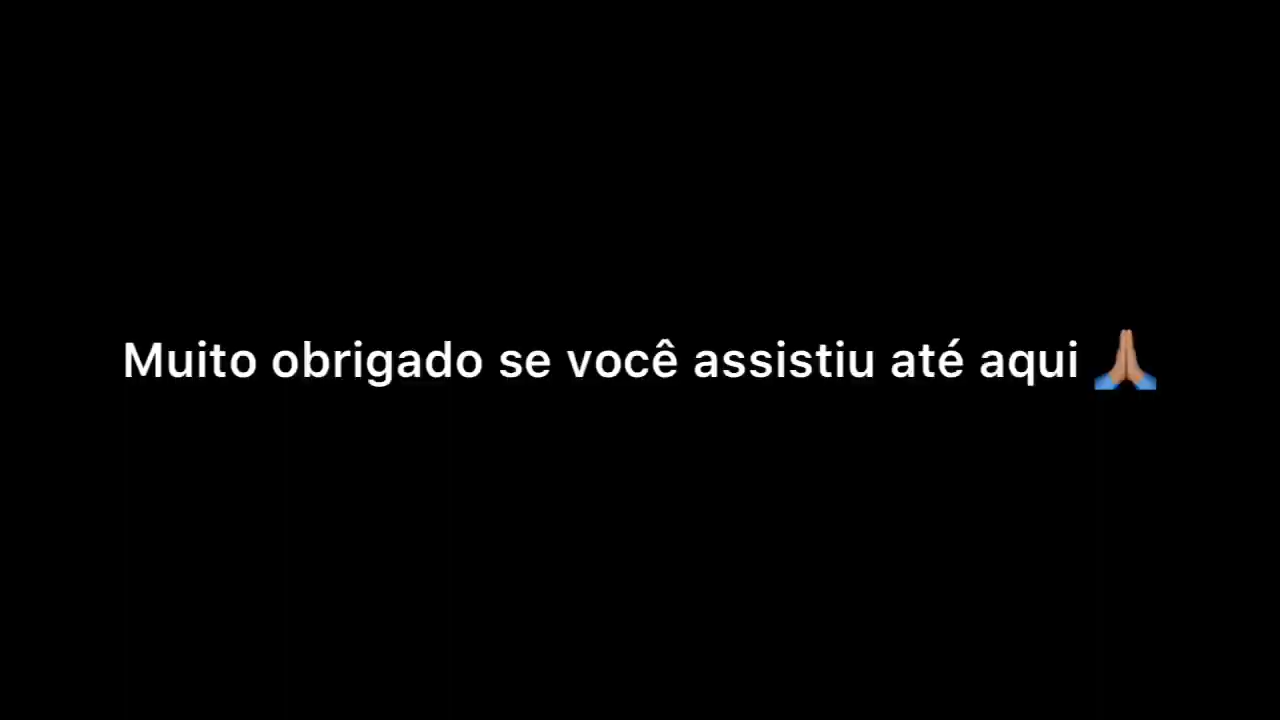 Muito obrigado se você assistiu até aqui 🙏🏽